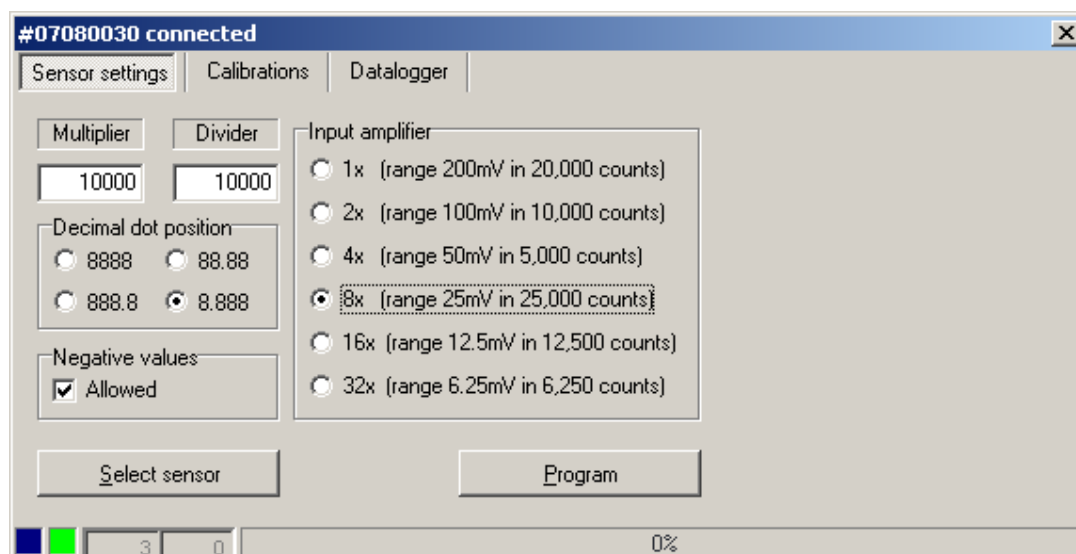 #07080030 connected
Sensor settings Calibrations Datalogger
Multiplier Divider
10000 10000
Decimal dot position
8888 88.88
888.8 8.888
Negative values
Allowed
Input amplifier
1x (range 200mV in 20,000 counts)
2x (range 100mV in 10,000 counts)
4x (range 50mV in 5,000 counts)
8x (range 25mV in 25,000 counts)
16x (range 12.5mV in 12,500 counts)
32x (range 6.25mV in 6,250 counts)
Select sensor Program
3 0 0%